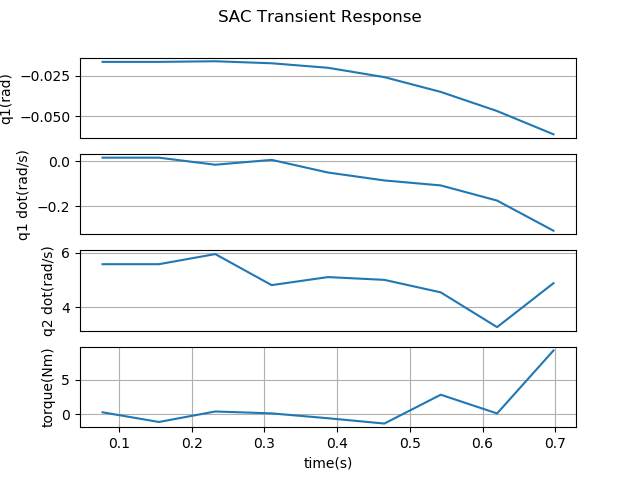 SAC Transient Response
q1(rad)
−0.025
−0.050
q1 dot(rad/s)
0.0
−0.2
q2 dot(rad/s)
6
4
torque(Nm)
5
0
0.1 0.2 0.3 0.4 0.5 0.6 0.7
time(s)